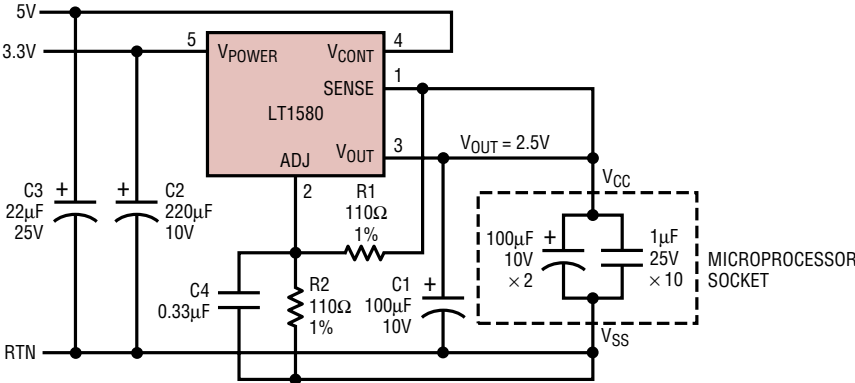 5V
3.3V
5
VPOWER
VCONT
4
SENSE
1
LT1580
ADJ
VOUT
3
VOUT = 2.5V
2
VCC
C3
22µF
25V
+
+
C2
220µF
10V
R1
110Ω
1%
C4
0.33µF
R2
110Ω
1%
C1
100µF
10V
+
100µF
10V
× 2
+
1µF
25V
× 10
MICROPROCESSOR
SOCKET
VSS
RTN